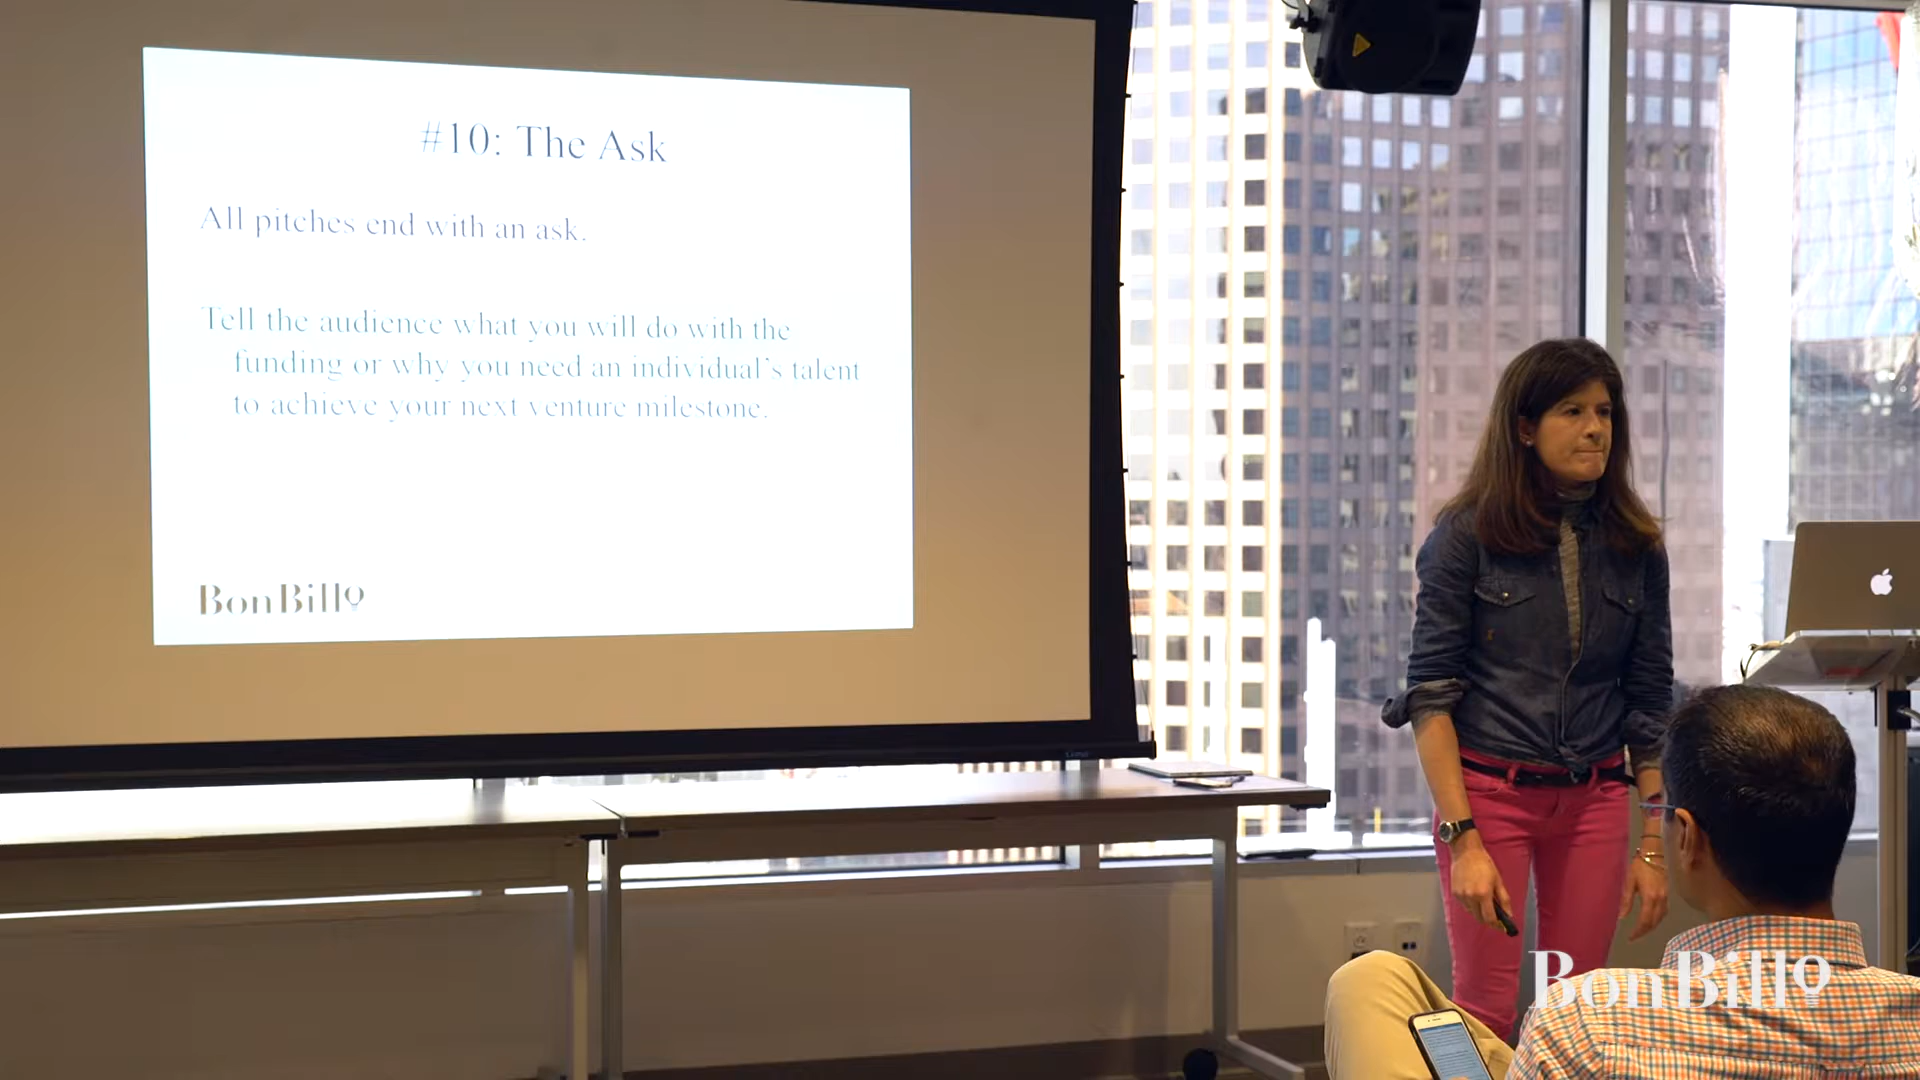 #10: The Ask
All pitches end with an ask.
Tell the audience what you will do with the
funding or why you need an individual's talent
to achieve your next venture milestone.
BonBillo
BonBillo